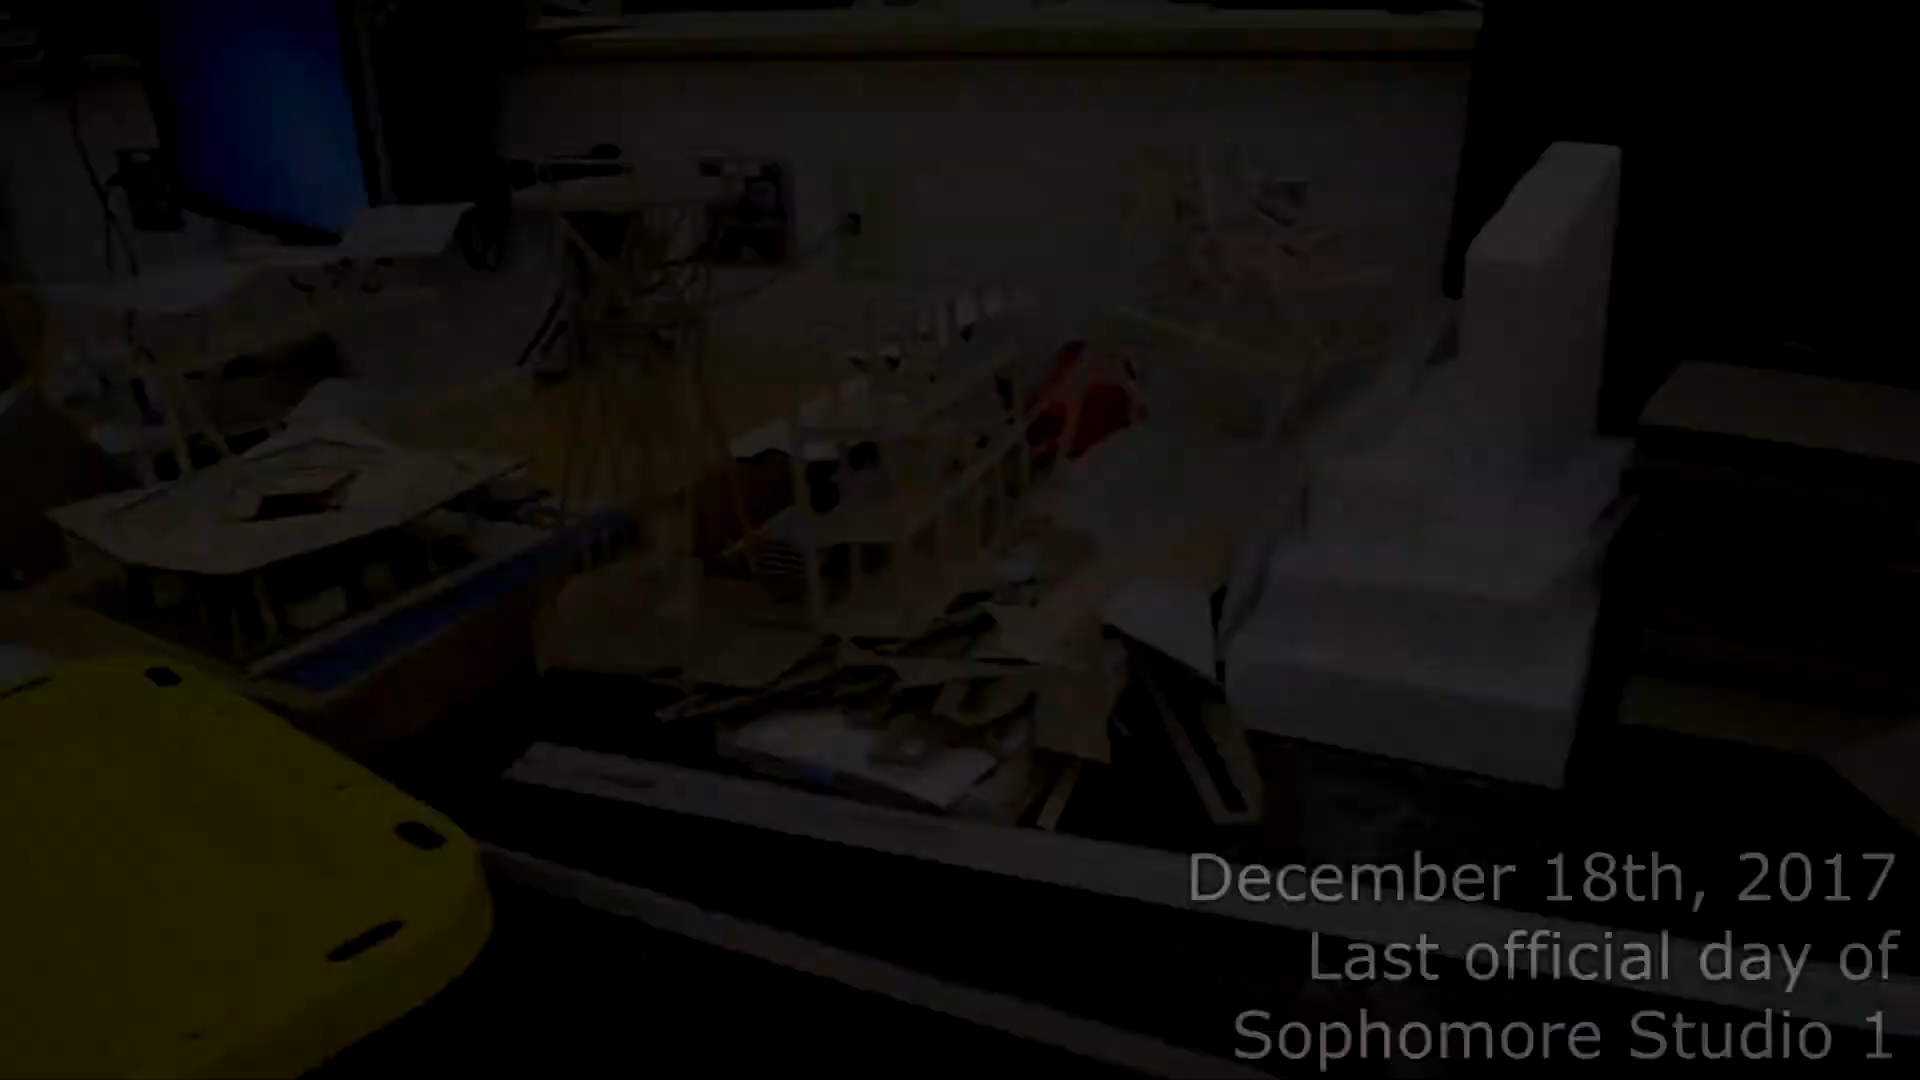 December 18th, 2017
Last official day of
Sophomore Studio 1